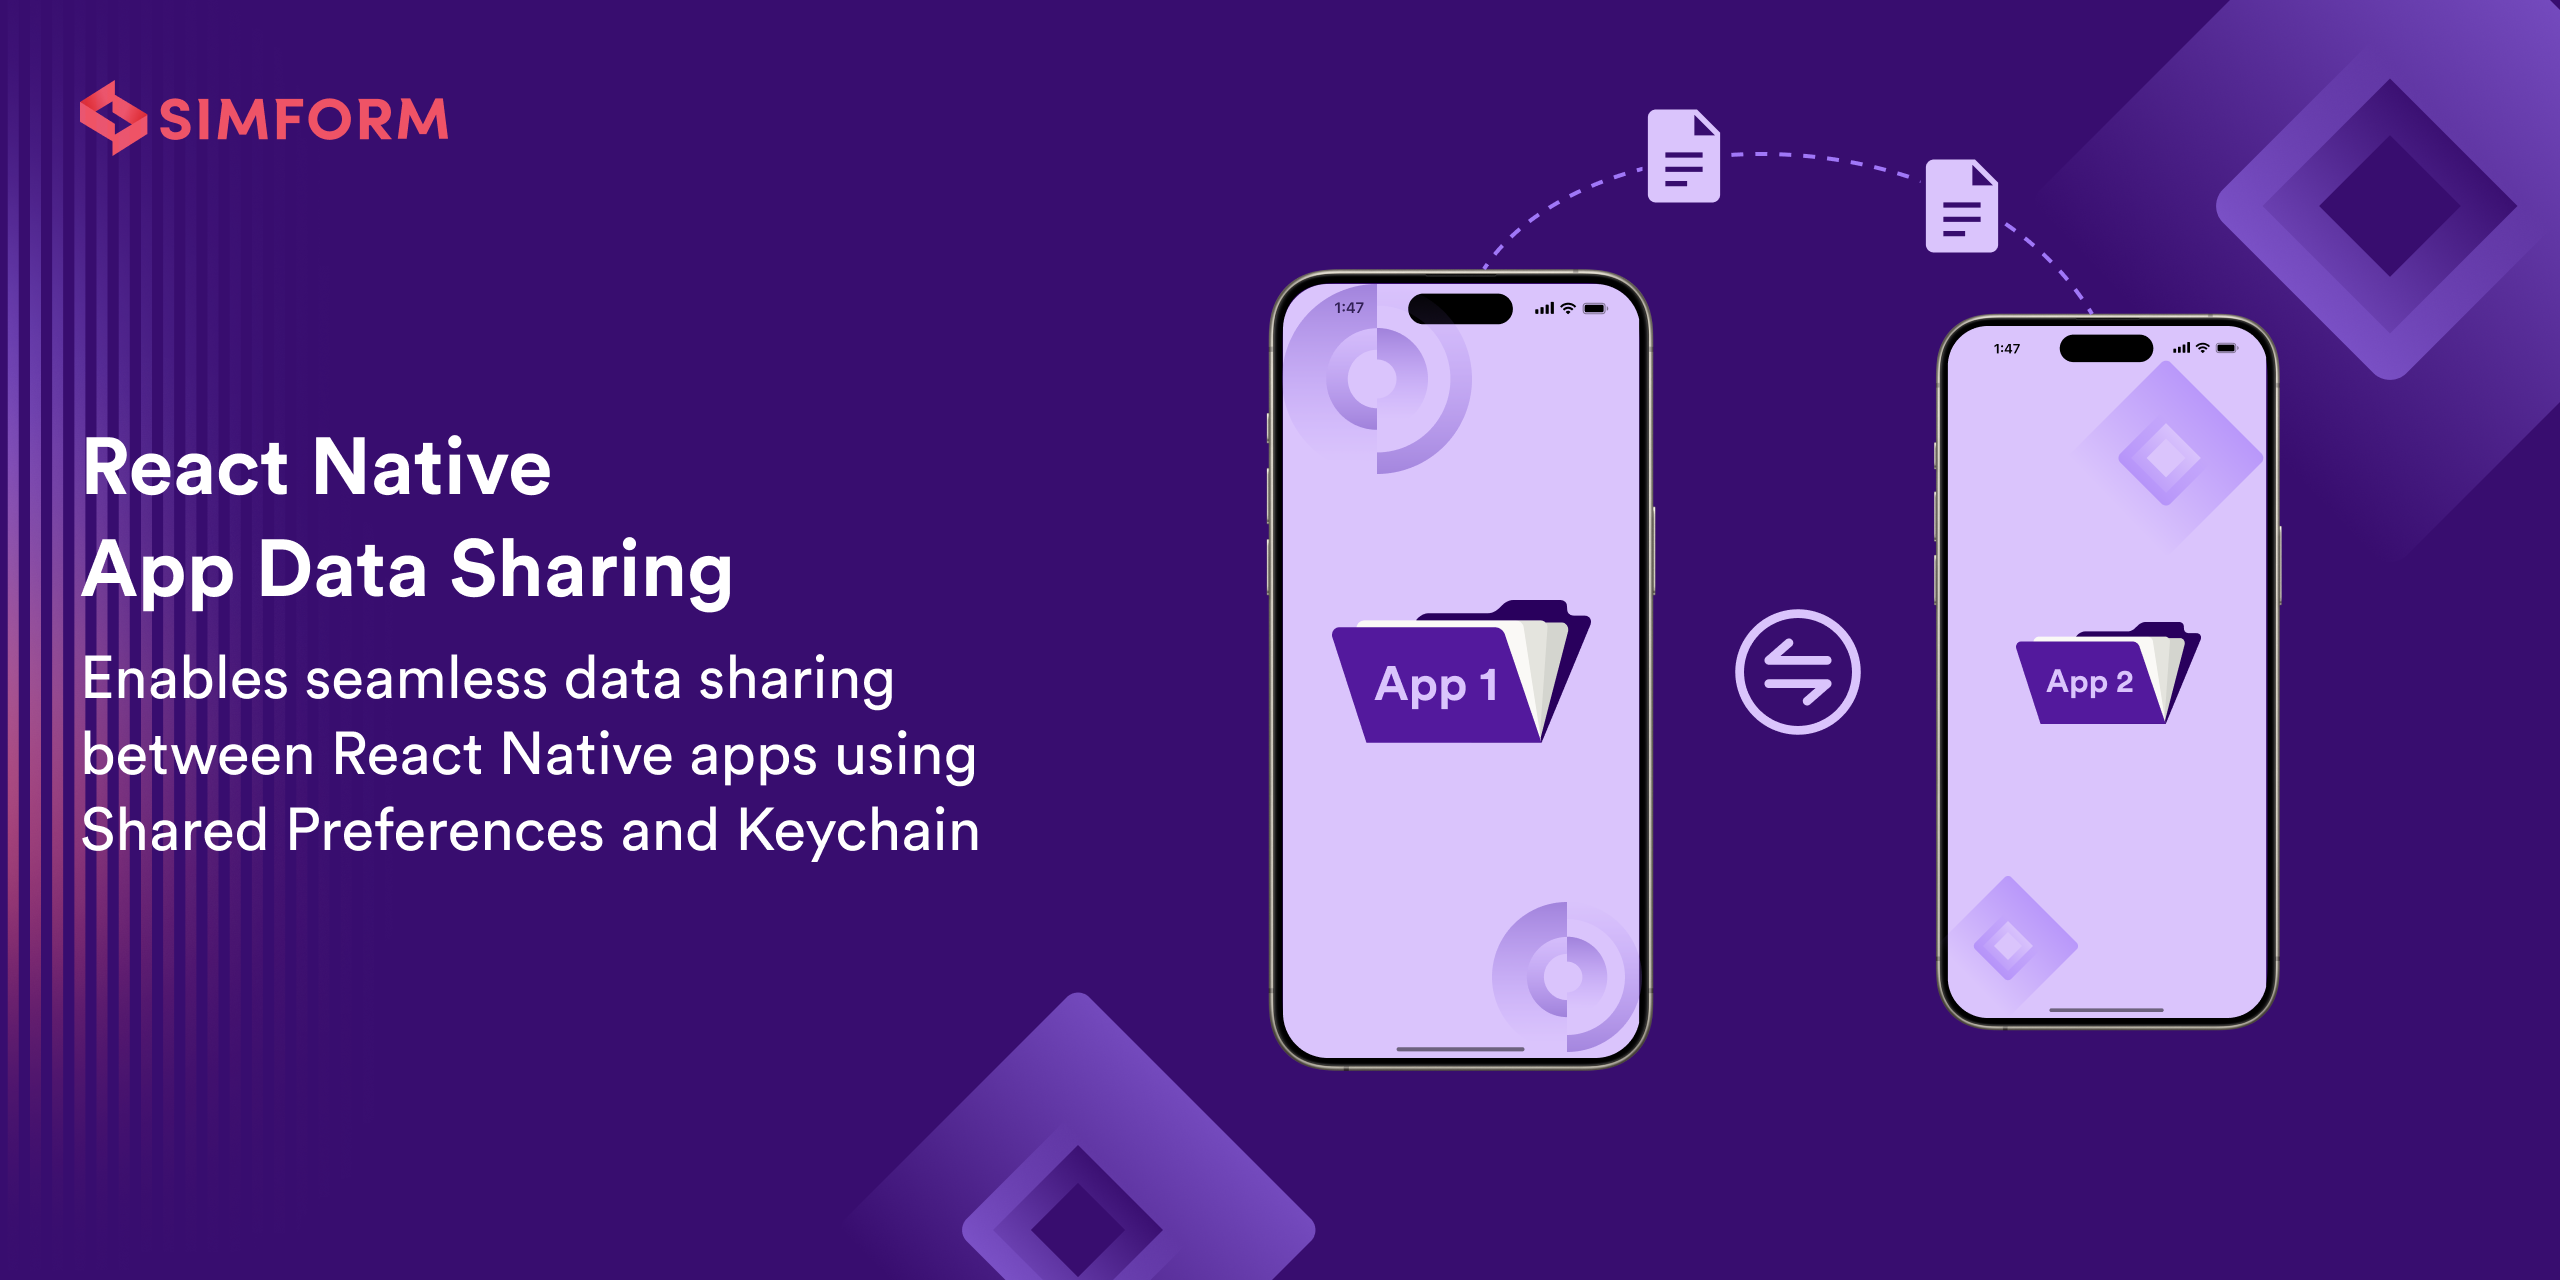 SIMFORM
React Native
App Data Sharing
Enables seamless data sharing
between React Native apps using
Shared Preferences and Keychain
1:47
App 1
1:47
App 2